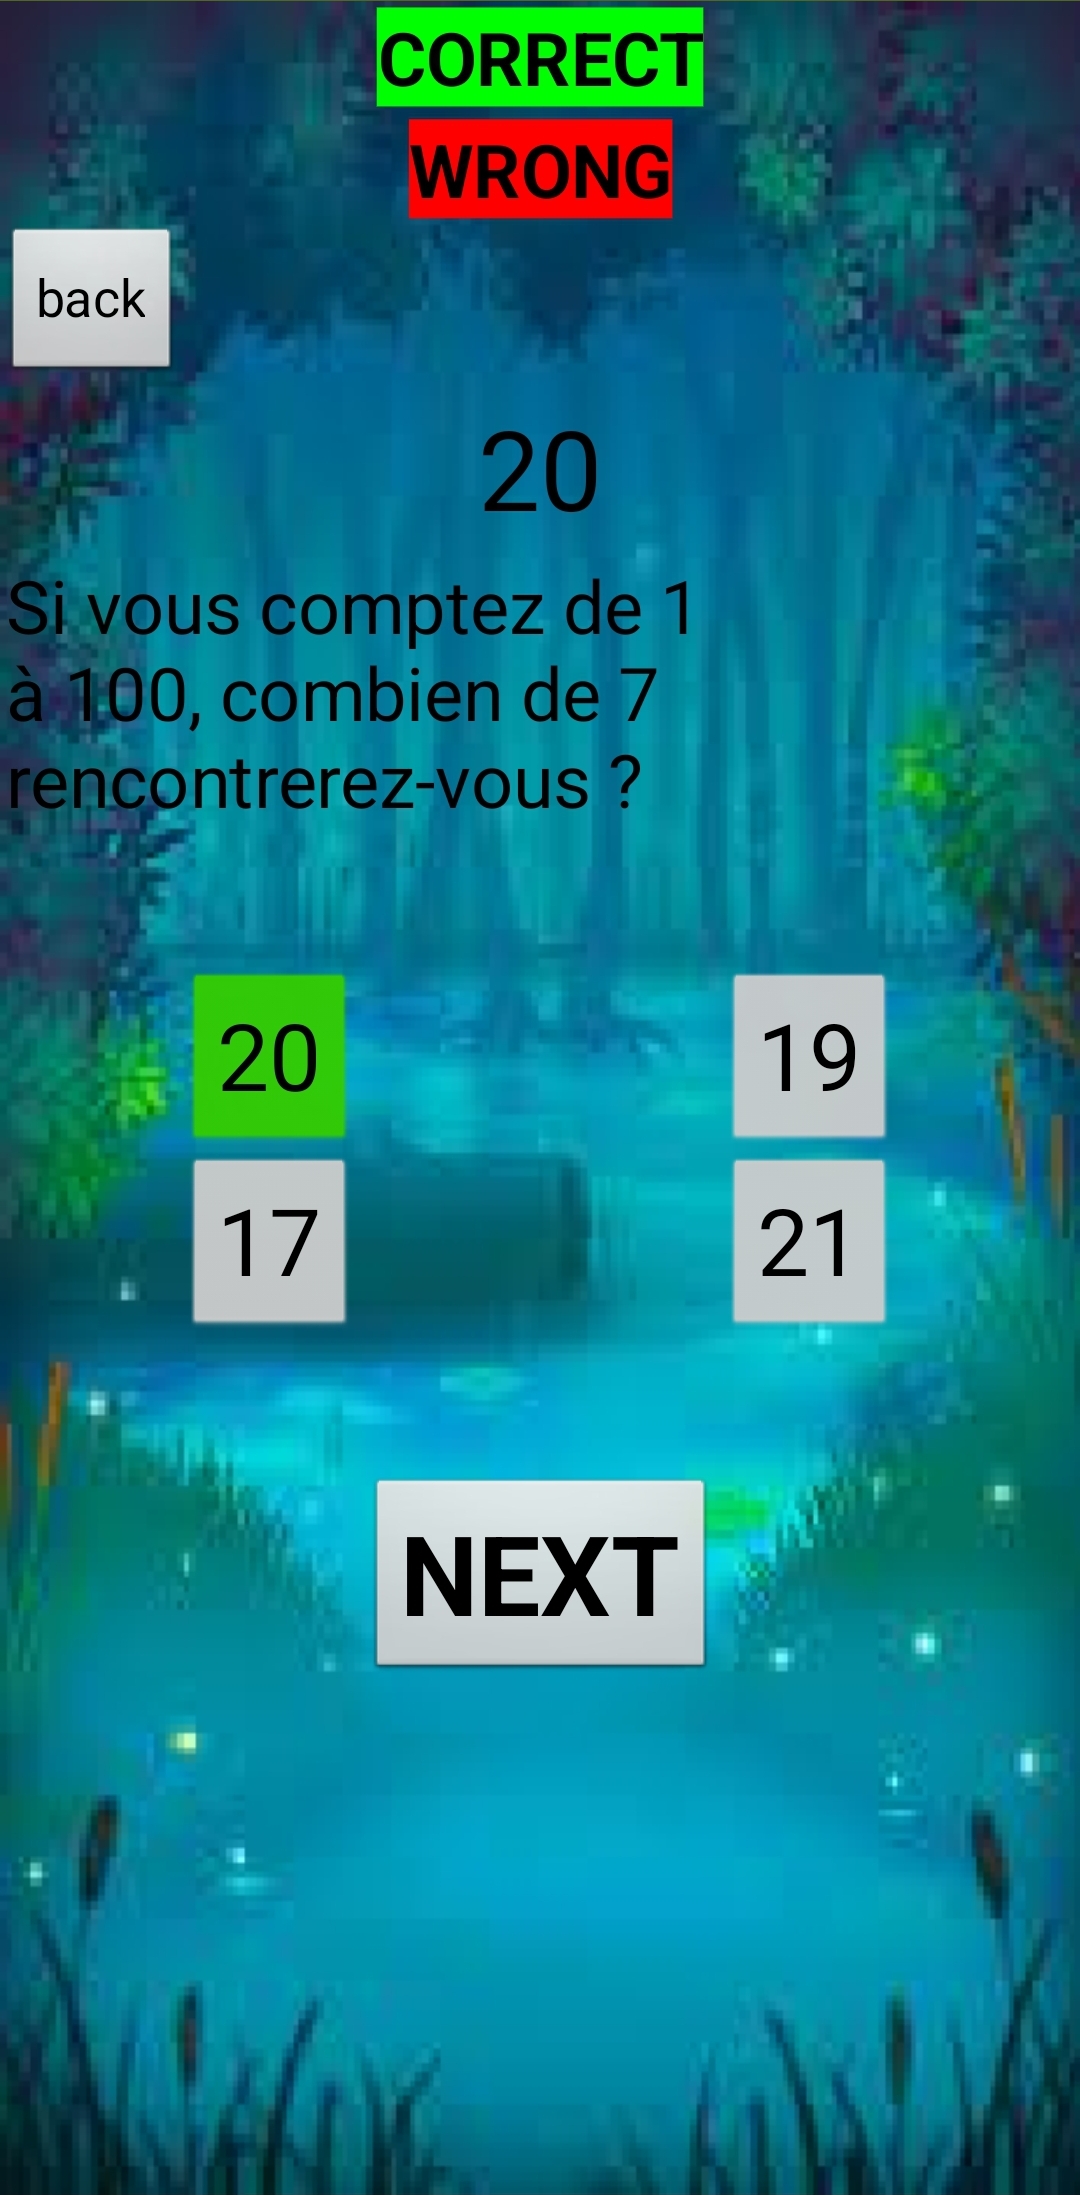 CORRECT
WRONG
back
20
Si vous comptez de 1
à 100, combien de 7
rencontrerez-vous ?
20
19
17
21
NEXT